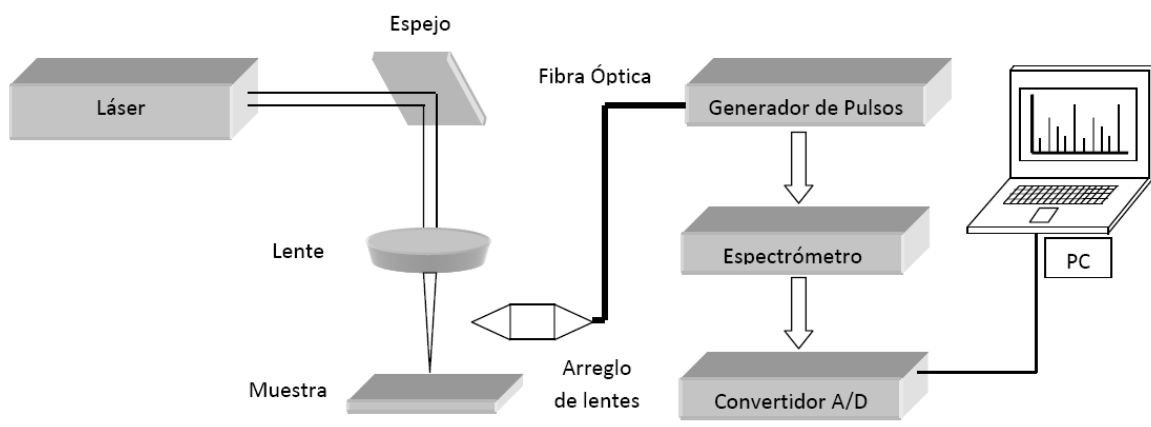 Espejo
Láser
Fibra Óptica
Generador de Pulsos
Lente
Espectrómetro
PC
Muestra
Arreglo
de lentes
Convertidor A/D